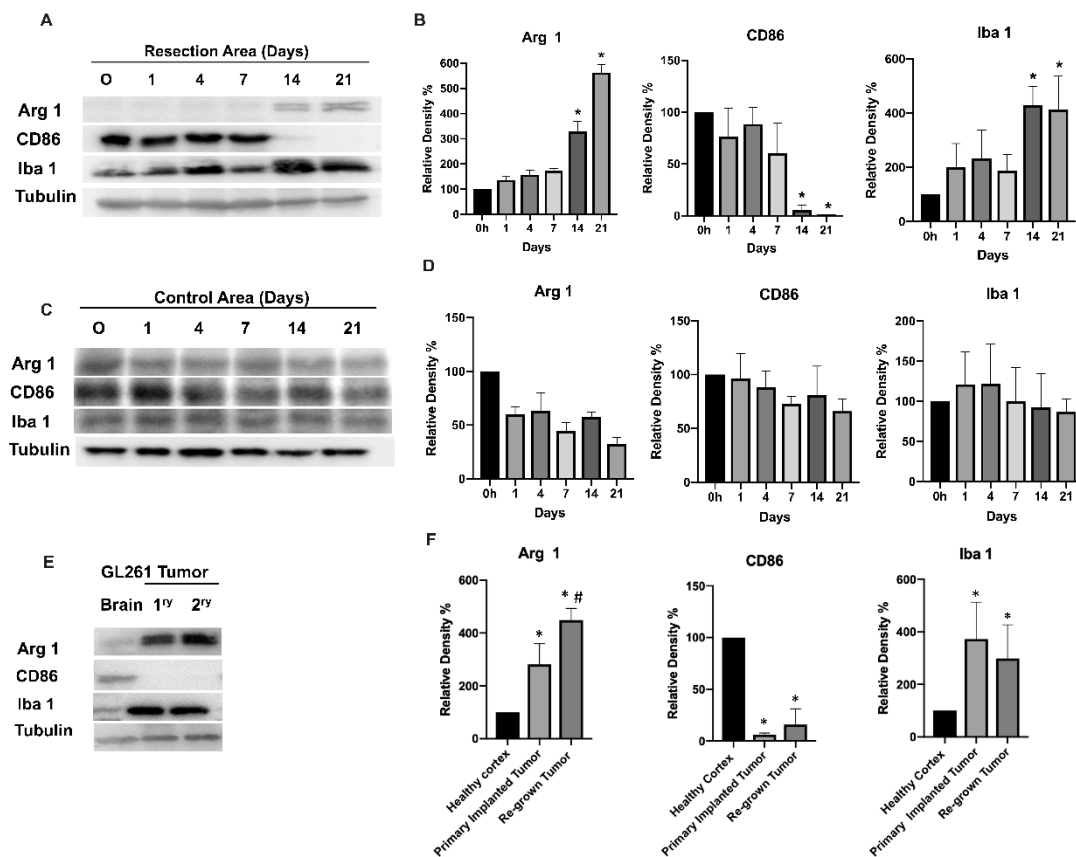 A
Resection Area (Days)
O 1 4 7 14 21
Arg 1
CD86
Iba 1
Tubulin
B
Arg 1
Relative Density %
600
500
400
300
200
100
0
0h 1 4 7 14 21
Days
* *
CD86
Relative Density %
150
100
50
0
0h 1 4 7 14 21
Days
* *
Iba 1
Relative Density %
600
400
200
0
0h 1 4 7 14 21
Days
* *
C
Control Area (Days)
O 1 4 7 14 21
Arg 1
CD86
Iba 1
Tubulin
D
Arg 1
Relative Density %
150
100
50
0
0h 1 4 7 14 21
Days
CD86
Relative Density %
150
100
50
0
0h 1 4 7 14 21
Days
Iba 1
Relative Density %
200
150
100
50
0
0h 1 4 7 14 21
Days
E
GL261 Tumor
Brain 1ry 2ry
Arg 1
CD86
Iba 1
Tubulin
F
Arg 1
Relative Density %
600
400
200
0
* * #
Healthy cortex
Primary Implanted Tumor
Re-grown Tumor
CD86
Relative Density %
150
100
50
0
* *
Healthy Cortex
Primary Implanted Tumor
Re-grown Tumor
Iba 1
Relative Density %
600
400
200
0
* *
Healthy Cortex
Primary Implanted Tumor
Re-grown Tumor